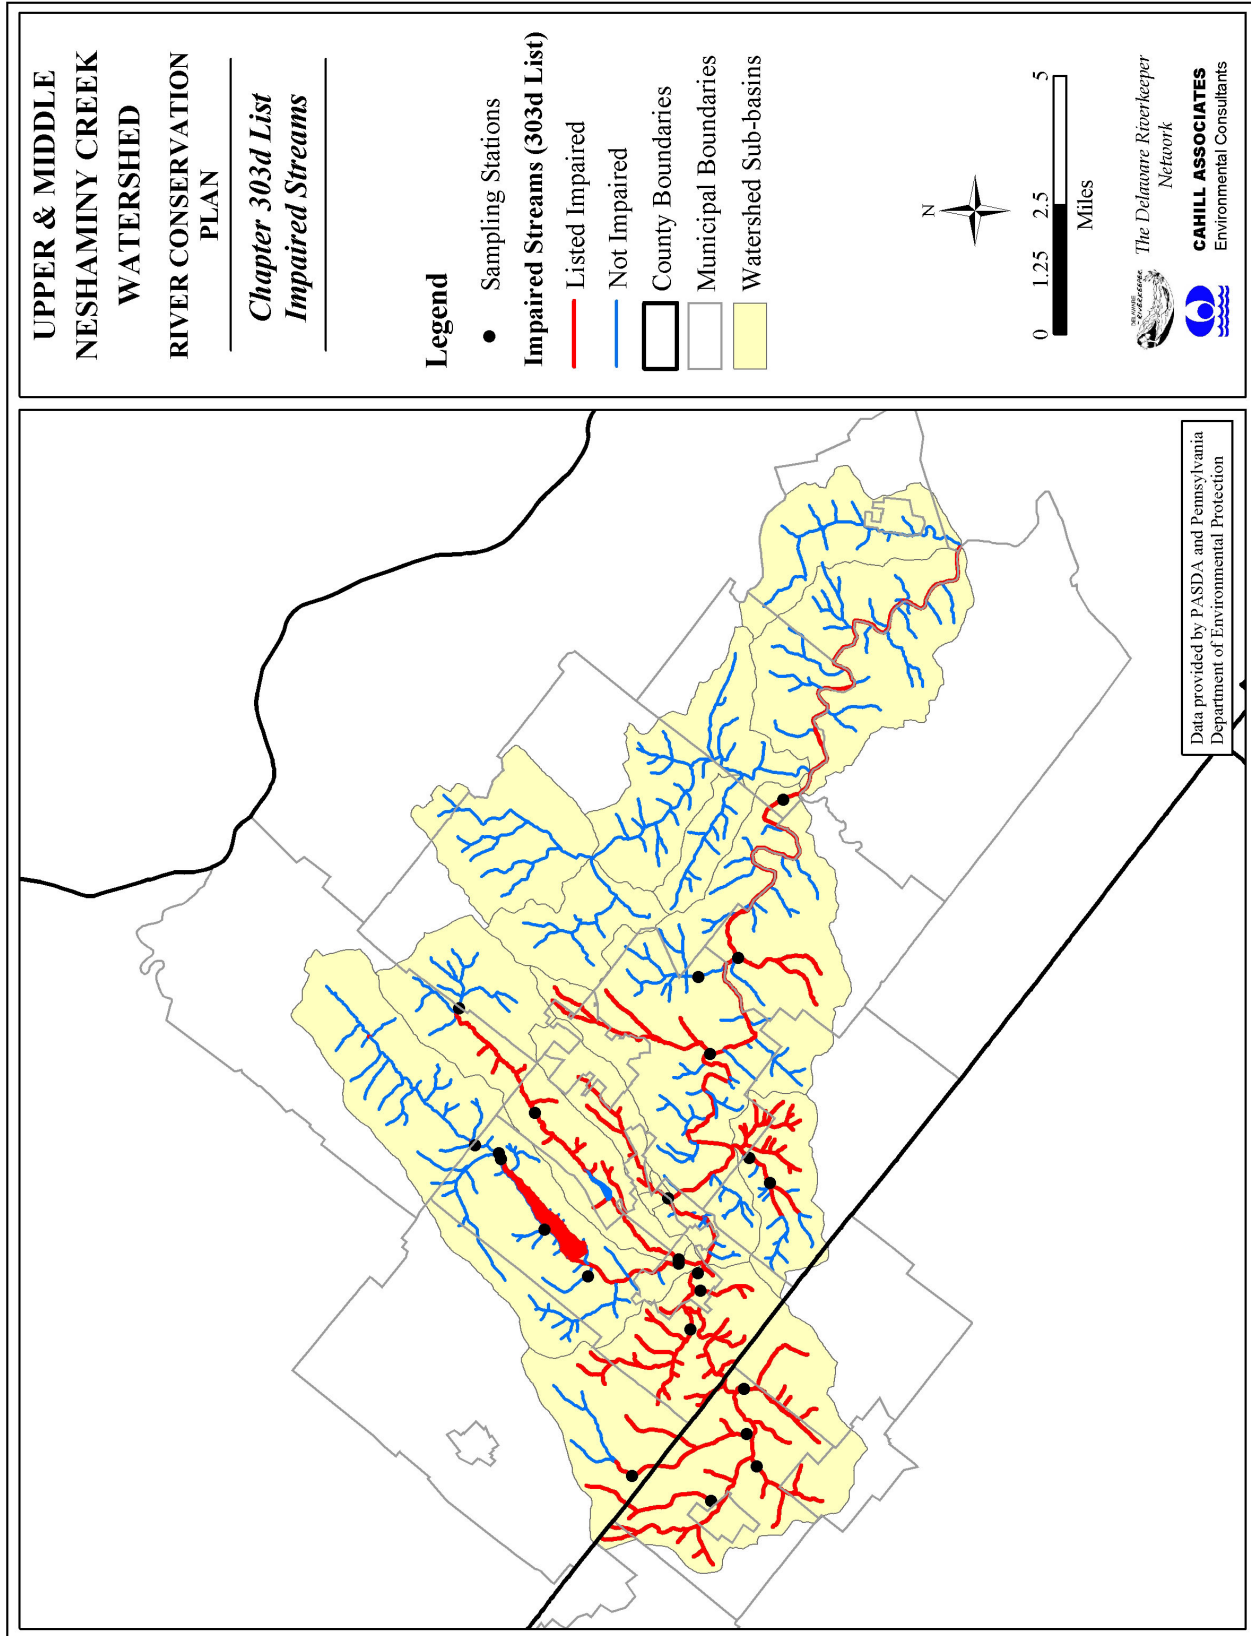 UPPER & MIDDLE
NESHAMINY CREEK
WATERSHED
RIVER CONSERVATION
PLAN
Chapter 303d List
Impaired Streams
Legend
Sampling Stations
Impaired Streams (303d List)
Listed Impaired
Not Impaired
County Boundaries
Municipal Boundaries
Watershed Sub-basins
N
0 1.25 2.5 5
Miles
DELAWARE
RIVERKEEPER
The Delaware Riverkeeper
Network
CAHILL ASSOCIATES
Environmental Consultants
Data provided by PASDA and Pennsylvania
Department of Environmental Protection